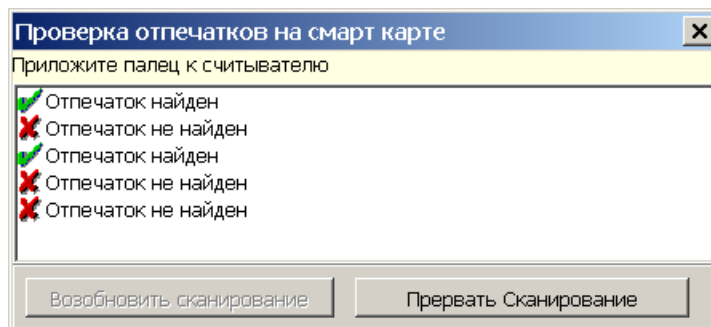 Проверка отпечатков на смарт карте
Приложите палец к считывателю
Отпечаток найден
Отпечаток не найден
Отпечаток найден
Отпечаток не найден
Отпечаток не найден
Возобновить сканирование
Прервать Сканирование